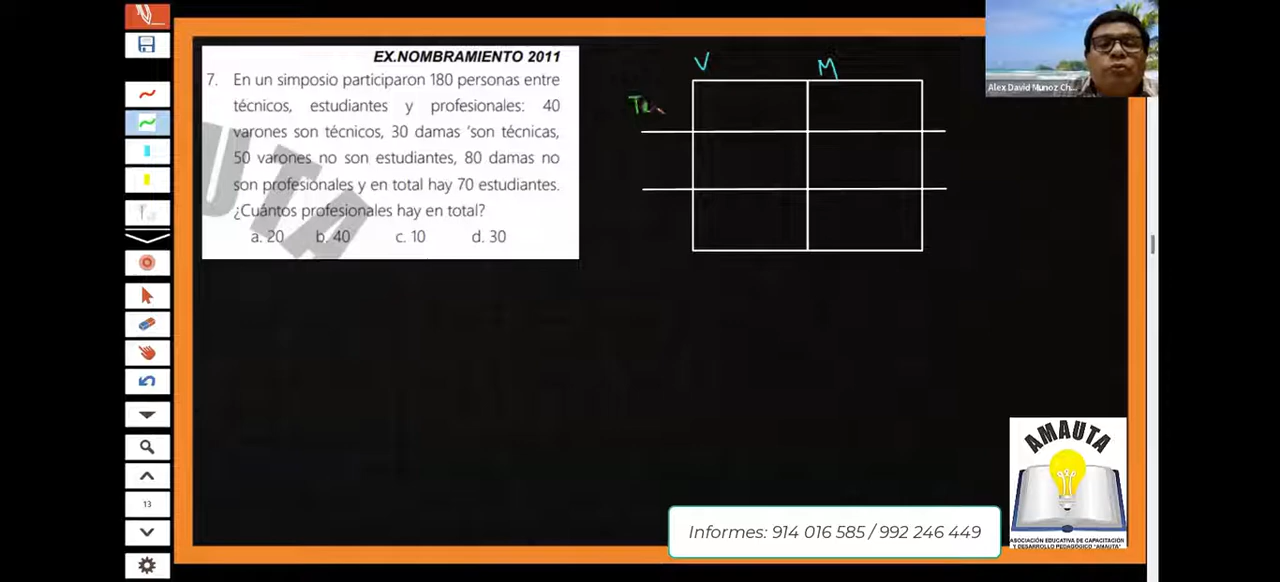 EX.NOMBRAMIENTO 2011
7. En un simposio participaron 180 personas entre
técnicos, estudiantes y profesionales: 40
varones son técnicos, 30 damas 'son técnicas,
50 varones no son estudiantes, 80 damas no
son profesionales y en total hay 70 estudiantes.
¿Cuántos profesionales hay en total?
a. 20 b. 40 c. 10 d. 30
UTA
V M
Te
Alex David Munoz Ch...
13
AMAUTA
ASOCIACIÓN EDUCATIVA DE CAPACITACIÓN
Y DESARROLLO PEDAGÓGICO "AMAUTA"
Informes: 914 016 585 / 992 246 449